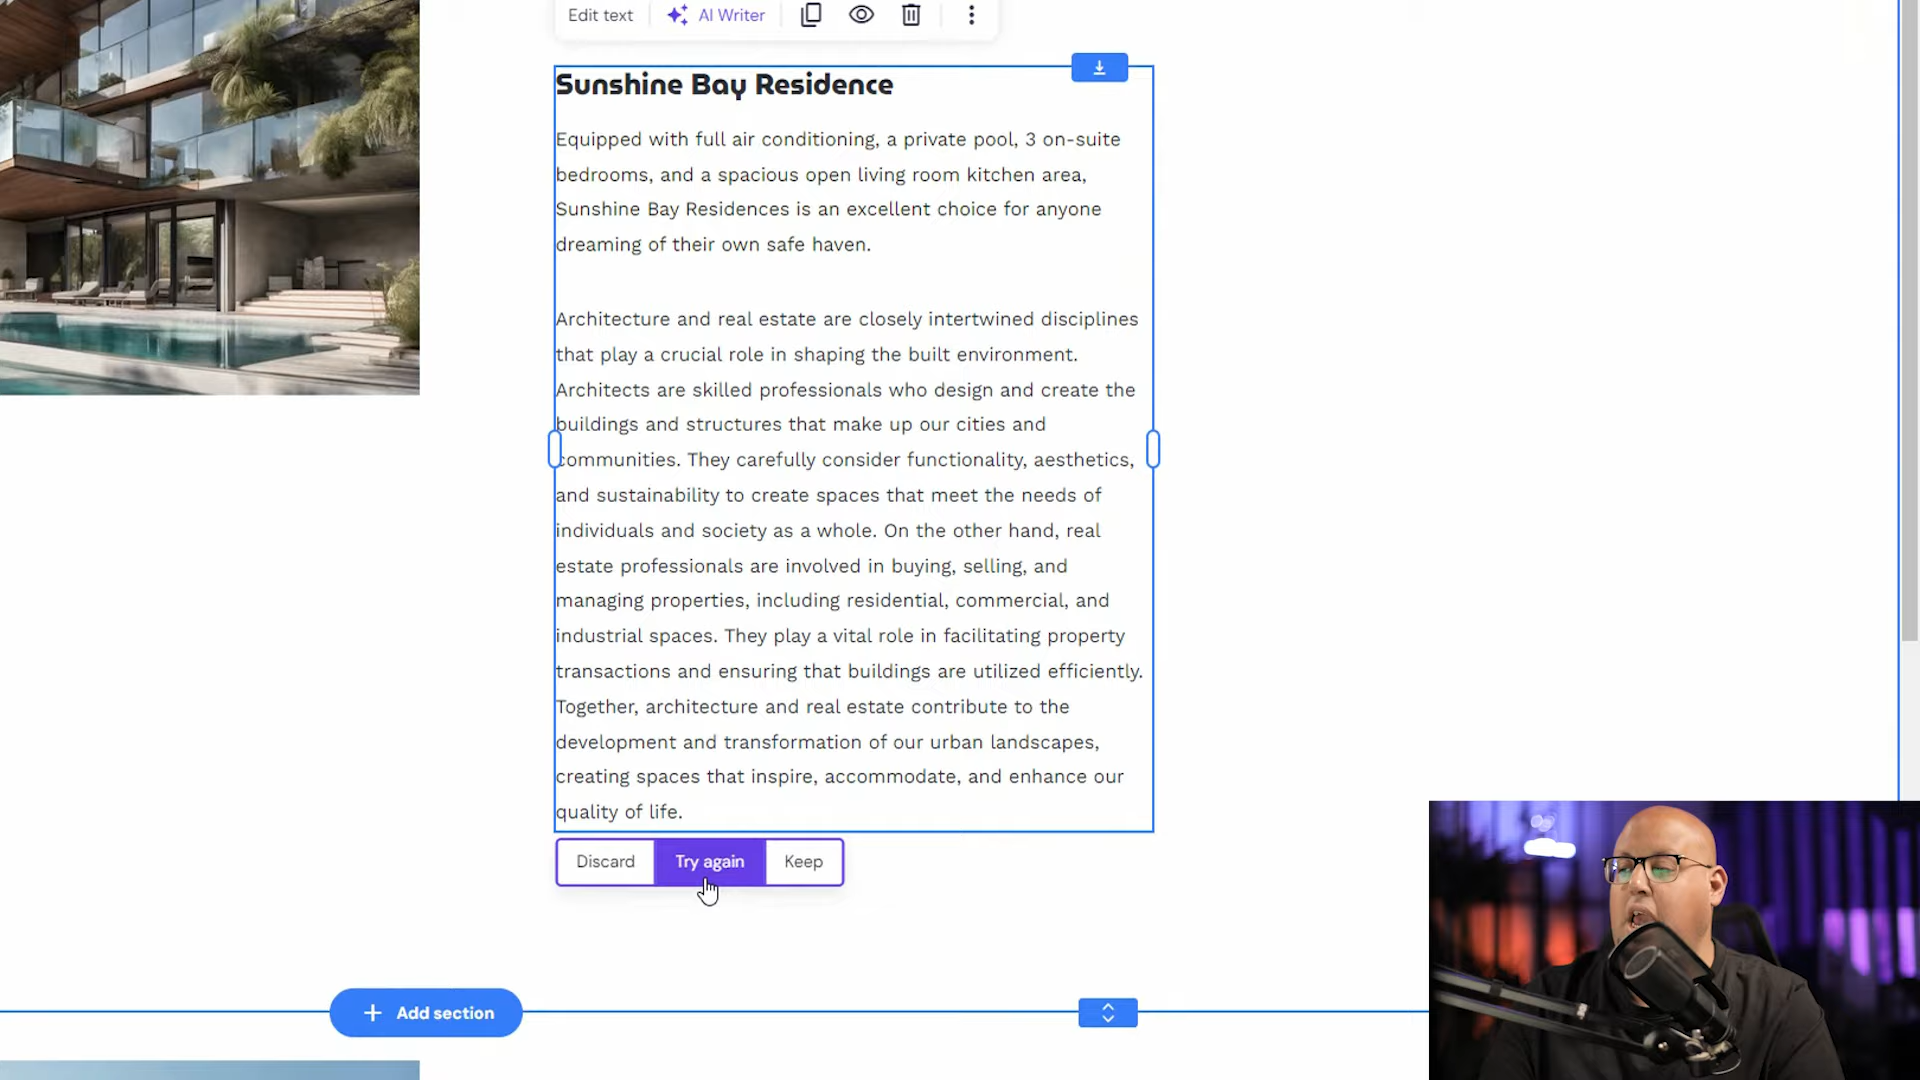 Edit text
AI Writer
Sunshine Bay Residence
Equipped with full air conditioning, a private pool, 3 on-suite
bedrooms, and a spacious open living room kitchen area,
Sunshine Bay Residences is an excellent choice for anyone
dreaming of their own safe haven.
Architecture and real estate are closely intertwined disciplines
that play a crucial role in shaping the built environment.
Architects are skilled professionals who design and create the
buildings and structures that make up our cities and
communities. They carefully consider functionality, aesthetics,
and sustainability to create spaces that meet the needs of
individuals and society as a whole. On the other hand, real
estate professionals are involved in buying, selling, and
managing properties, including residential, commercial, and
industrial spaces. They play a vital role in facilitating property
transactions and ensuring that buildings are utilized efficiently.
Together, architecture and real estate contribute to the
development and transformation of our urban landscapes,
creating spaces that inspire, accommodate, and enhance our
quality of life.
Discard
Try again
Keep
Add section